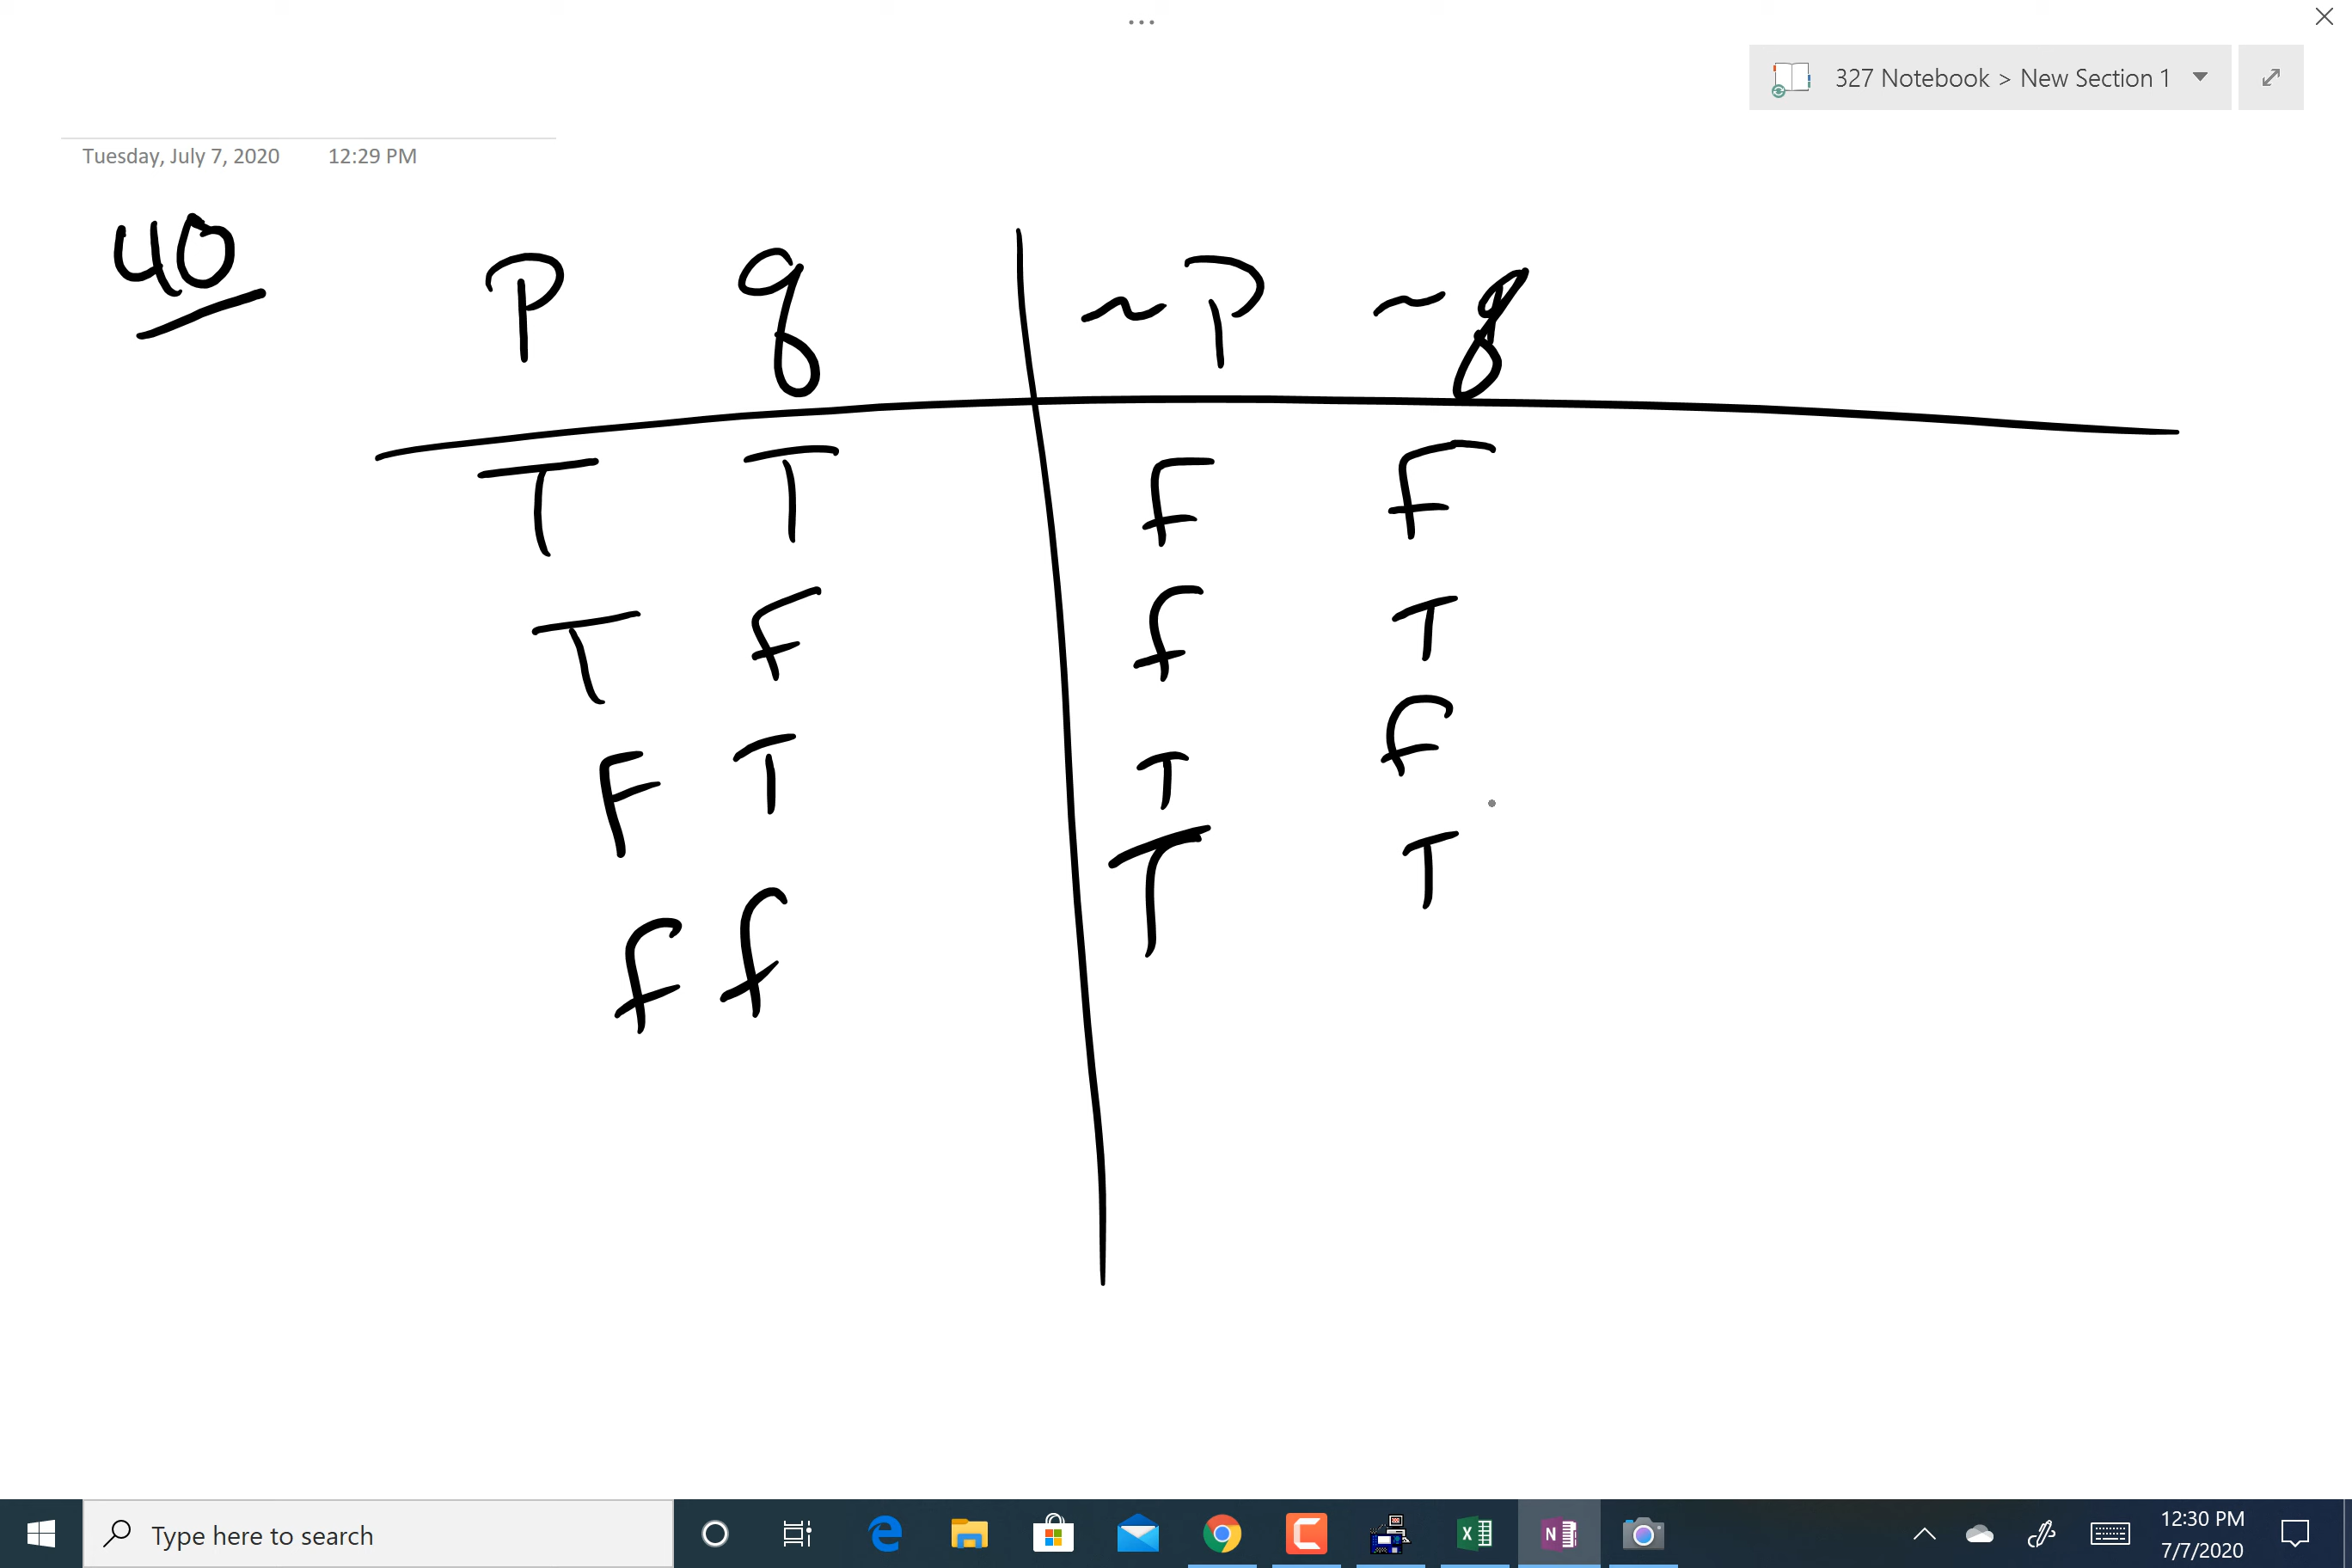 ...
327 Notebook > New Section 1
Tuesday, July 7, 2020 12:29 PM
40
P q ~P ~q
T T F F
T F F T
F T T F
F F T T
Type here to search
12:30 PM
7/7/2020